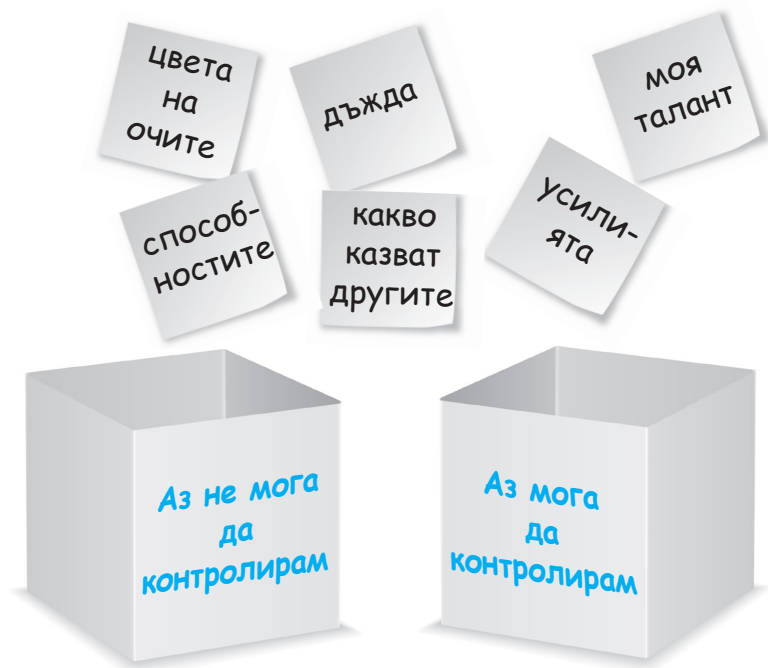 цвета
на
очите
дъжда
моя
талант
способ-
ностите
какво
казват
другите
усили-
ята
Аз не мога
да
контролирам
Аз мога
да
контролирам